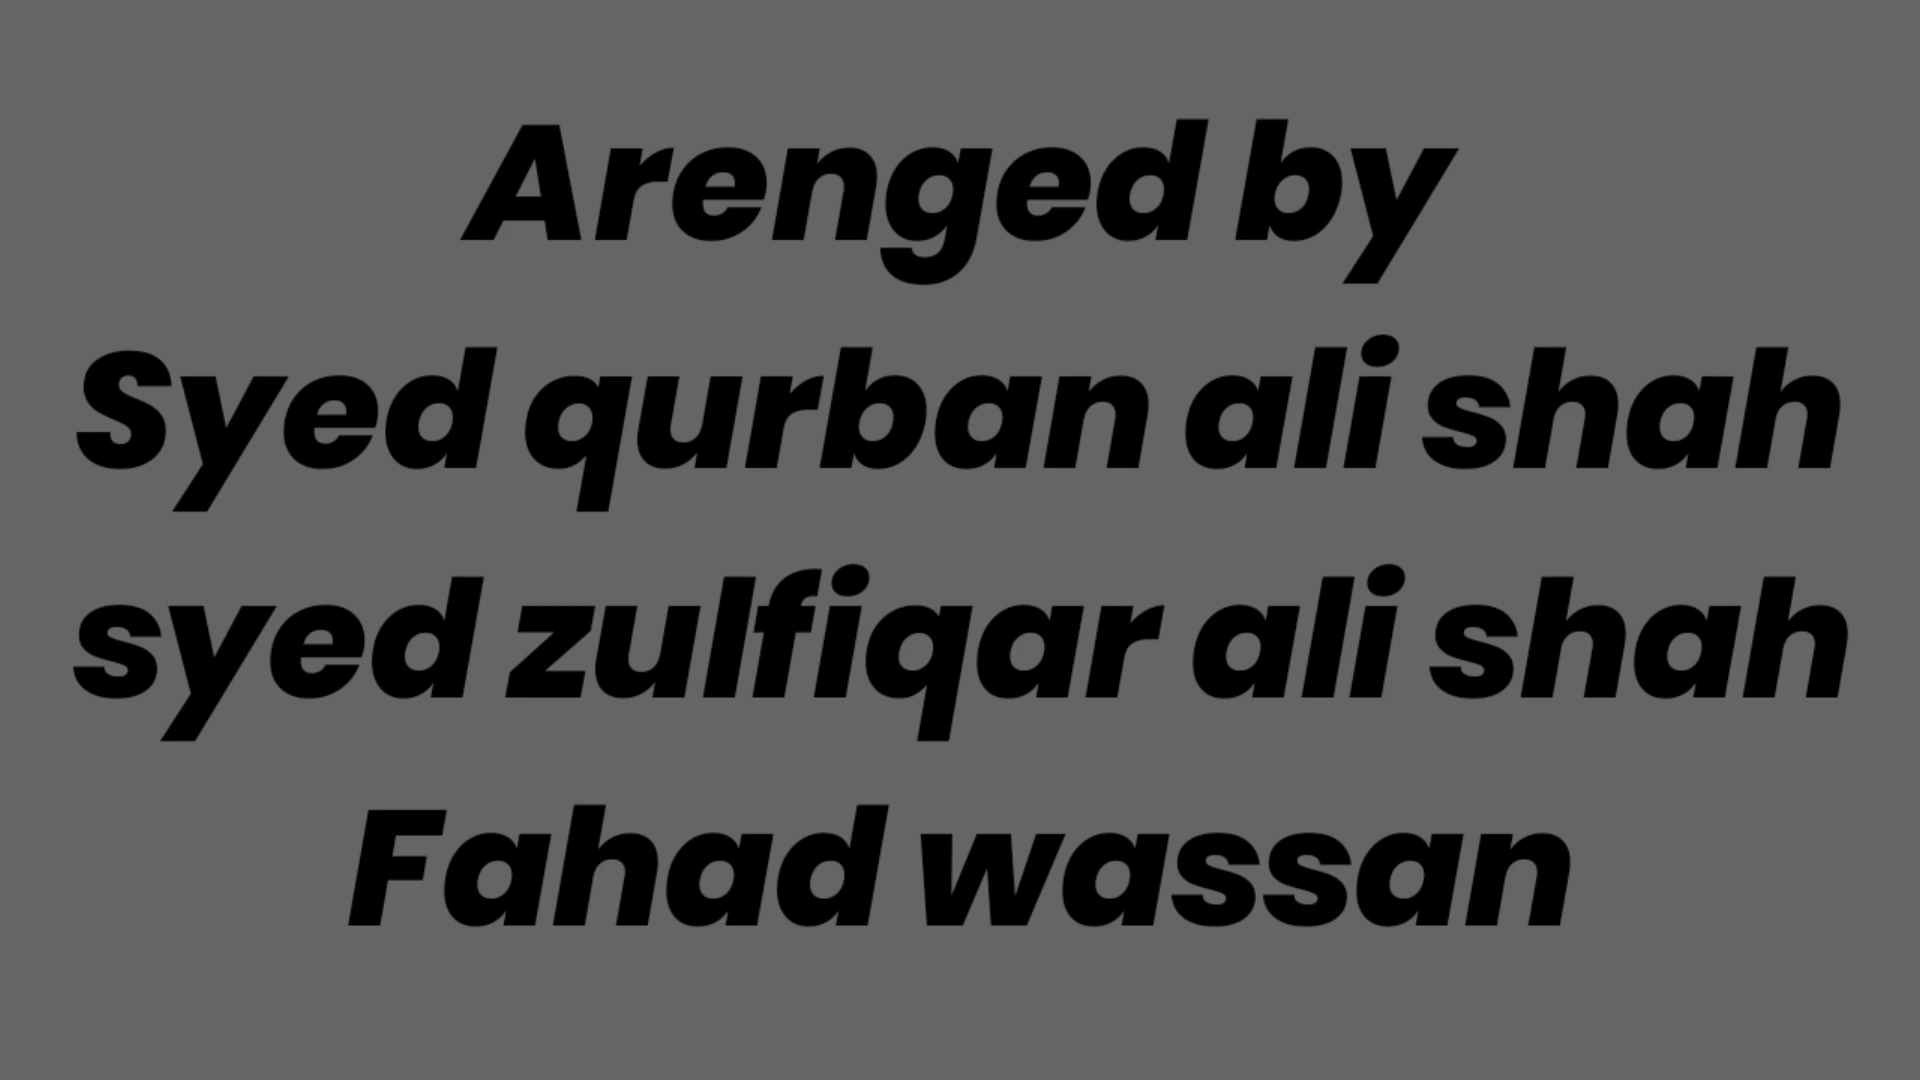 Arenged by
Syed qurban ali shah
syed zulfiqar ali shah
Fahad wassan